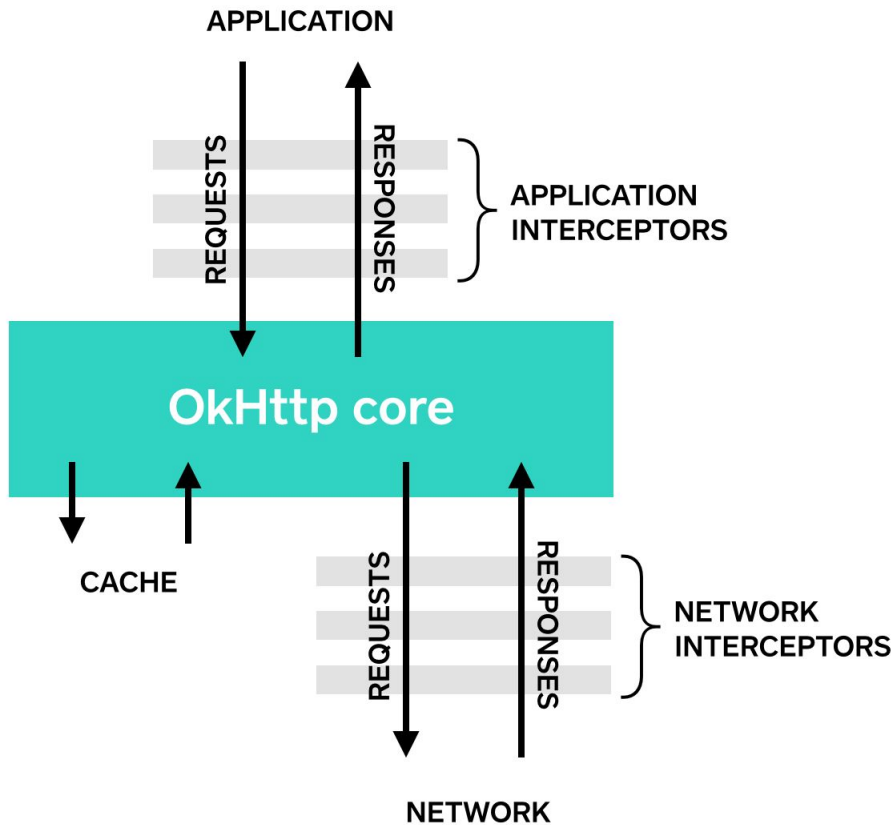 APPLICATION
REQUESTS
RESPONSES
APPLICATION
INTERCEPTORS
OkHttp core
CACHE
REQUESTS
RESPONSES
NETWORK
INTERCEPTORS
NETWORK